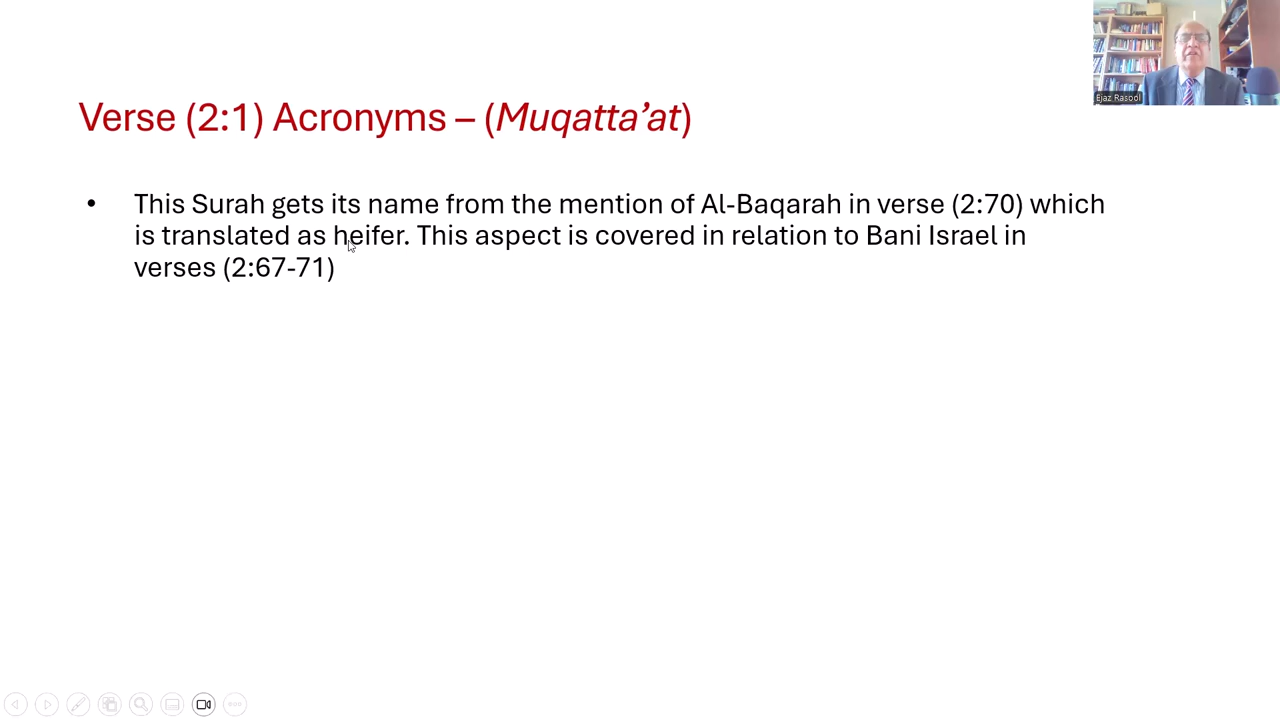 Ejaz Rasool
Verse (2:1) Acronyms – (Muqatta’at)
• This Surah gets its name from the mention of Al-Baqarah in verse (2:70) which
is translated as heifer. This aspect is covered in relation to Bani Israel in
verses (2:67-71)